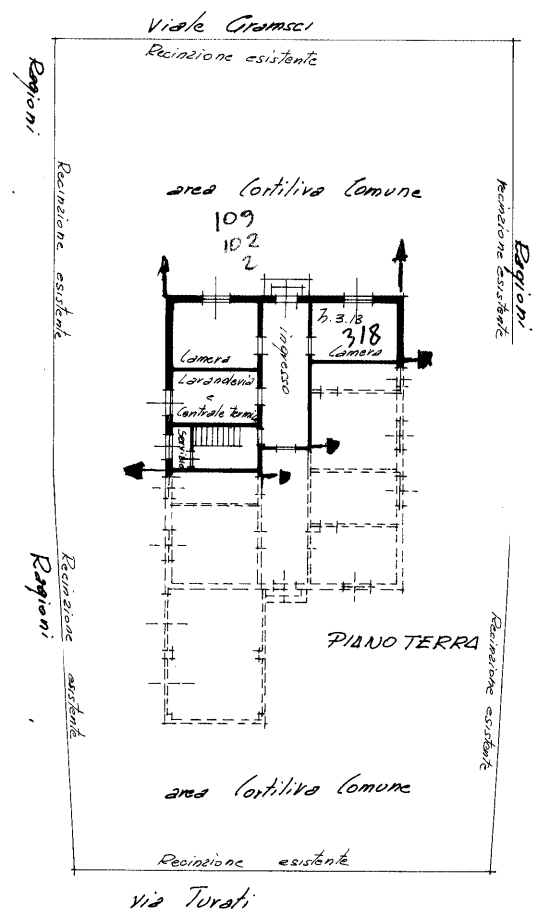 Viale Gramsci
Recinzione esistente
Ragioni
Recinzione esistente
recinzione esistente
Ragioni
area Cortiliva Comune
109
102
2
h. 3.18
318
Camera
ingresso
Camera
Lavanderia
e
Centrale Termic
Servizio
Ragioni
Recinzione esistente
PIANO TERRA
Recinzione esistente
area Cortiliva Comune
Recinzione esistente
via Turati